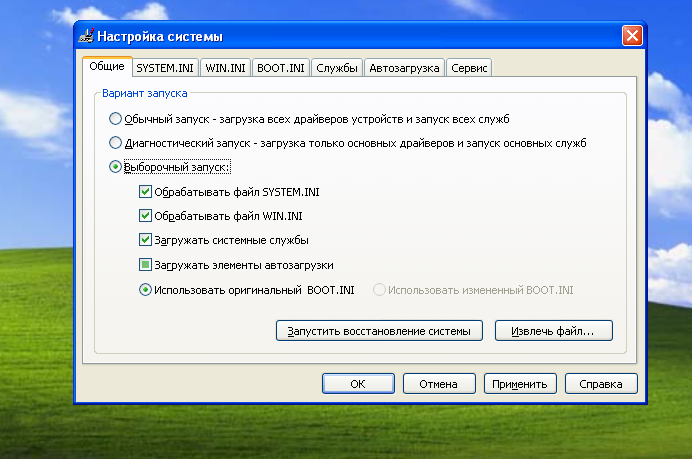 Настройка системы
Общие SYSTEM.INI WIN.INI BOOT.INI Службы Автозагрузка Сервис
Вариант запуска
Обычный запуск - загрузка всех драйверов устройств и запуск всех служб
Диагностический запуск - загрузка только основных драйверов и запуск основных служб
Выборочный запуск:
Обрабатывать файл SYSTEM.INI
Обрабатывать файл WIN.INI
Загружать системные службы
Загружать элементы автозагрузки
Использовать оригинальный BOOT.INI Использовать измененный BOOT.INI
Запустить восстановление системы Извлечь файл...
ОК Отмена Применить Справка